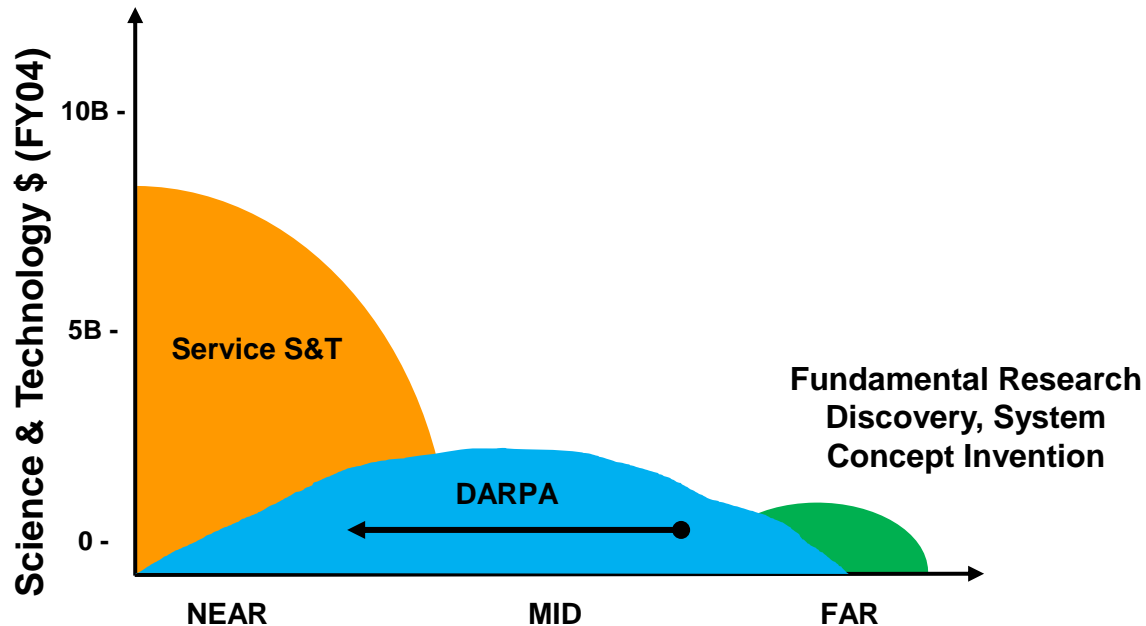 Science & Technology $ (FY04)
10B -
5B -
0 -
Service S&T
DARPA
Fundamental Research
Discovery, System
Concept Invention
NEAR
MID
FAR